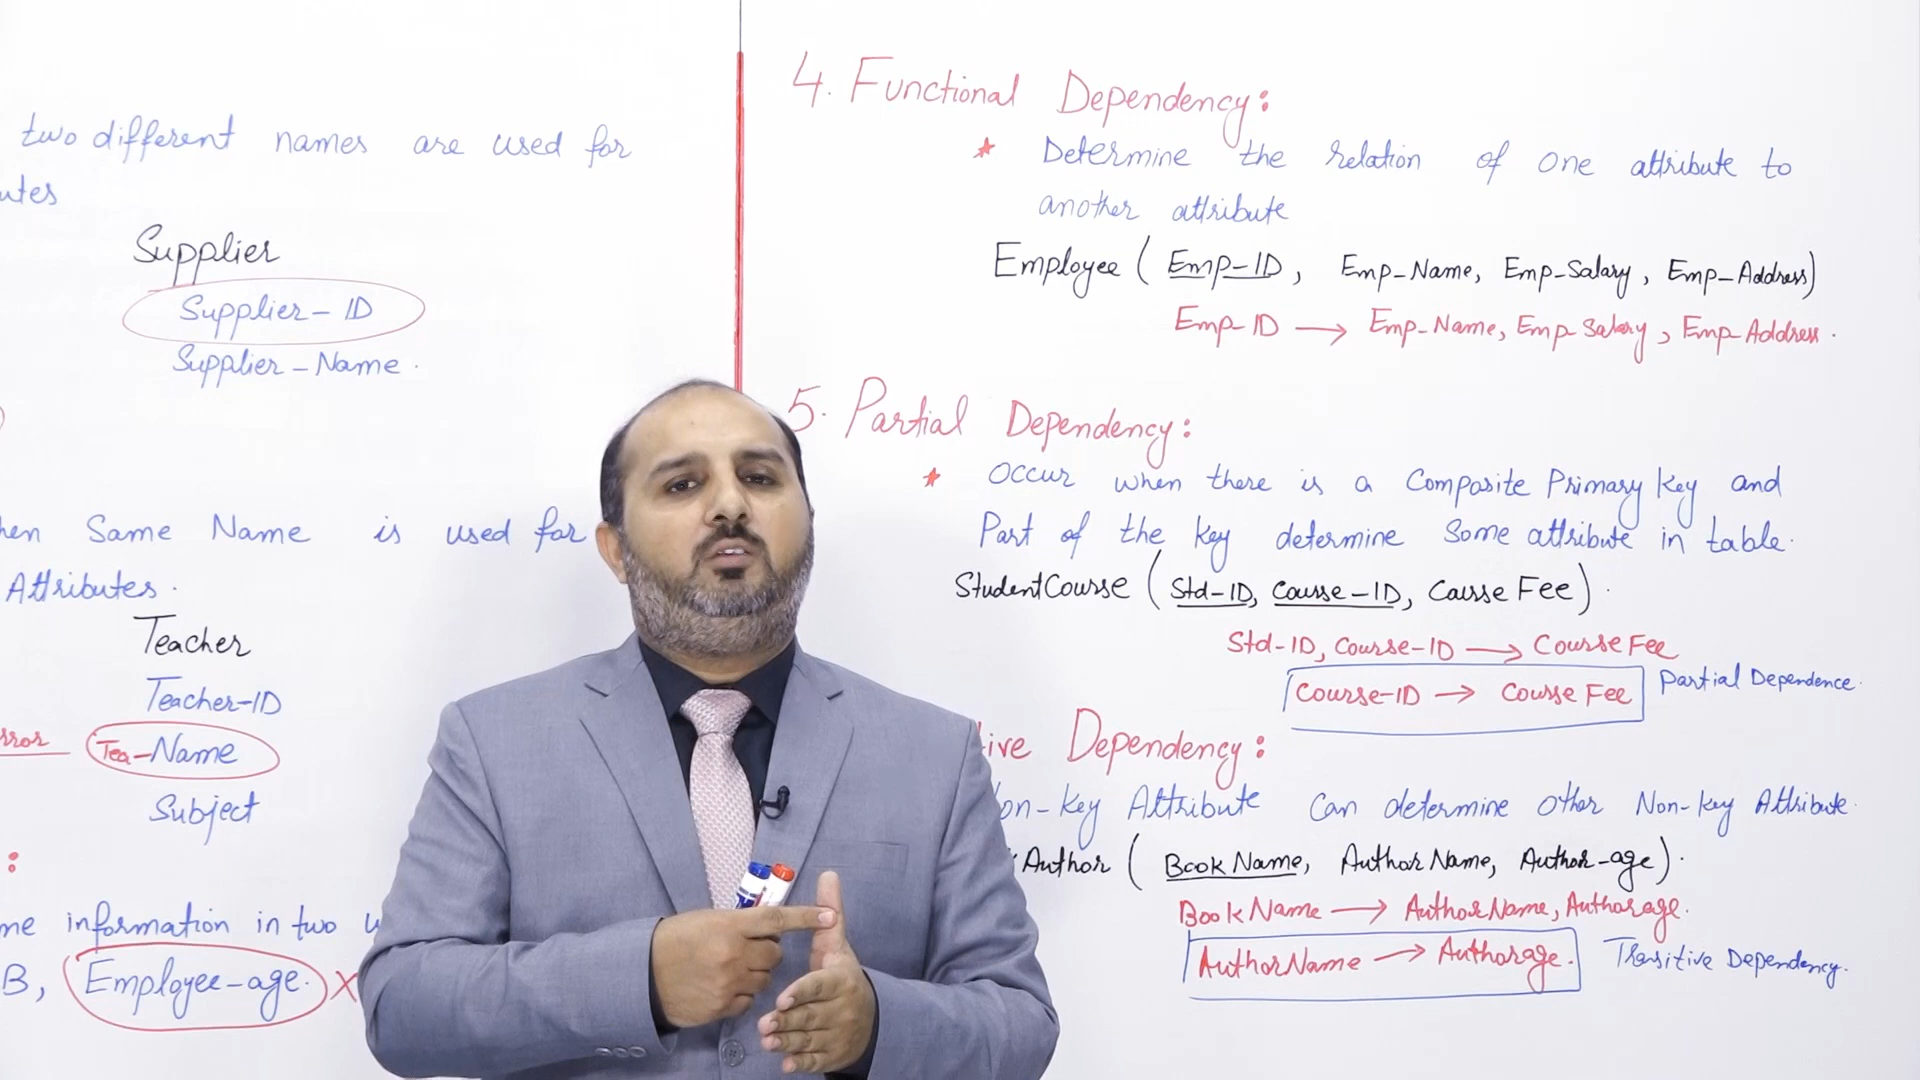 two different names are used for
utes
Supplier
Supplier-ID
Supplier-Name.
hen Same Name is used for
Attributes.
Teacher
Teacher-ID
rror Tea-Name
Subject
:
me information in two
B, Employee-age. X
4. Functional Dependency:
* Determine the relation of one attribute to
another attribute
Employee (Emp-ID, Emp-Name, Emp-Salary, Emp-Address)
Emp-ID → Emp-Name, Emp Salary, Emp-Address.
5. Partial Dependency:
* Occur when there is a Composite Primary key and
Part of the key determine Some attribute in table.
StudentCourse (Std-ID, Course-ID, Course Fee).
Std-ID, Course-ID → Course Fee
Course-ID → Course Fee Partial Dependence.
ive Dependency:
on-key Attribute Can determine other Non-key Attribute.
Author (Book Name, Author Name, Author-age).
Book Name → Author Name, Author age.
Author Name → Author age. Transitive Dependency.